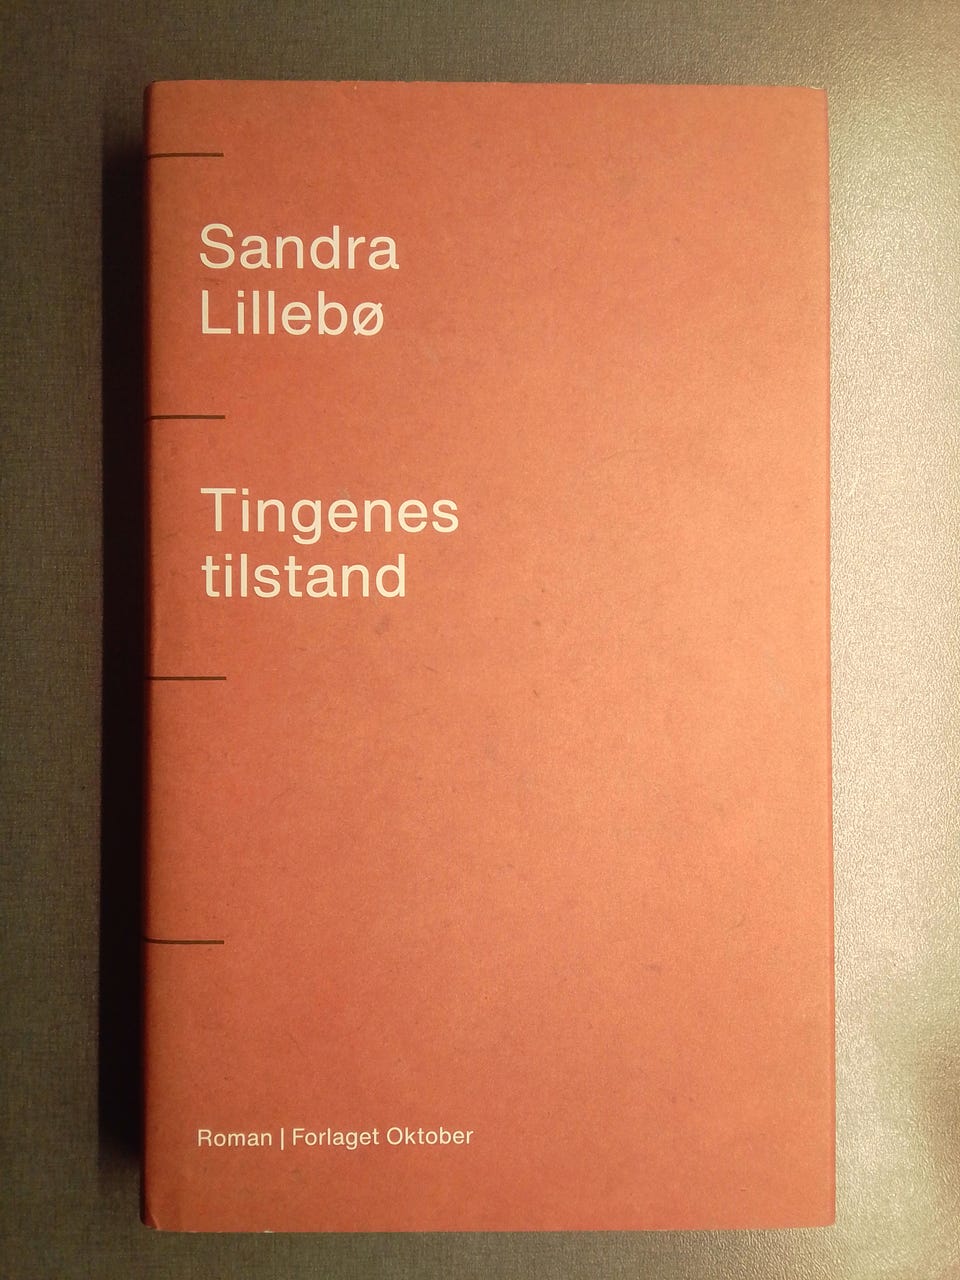 Sandra
Lillebø
Tingenes
tilstand
Roman | Forlaget Oktober